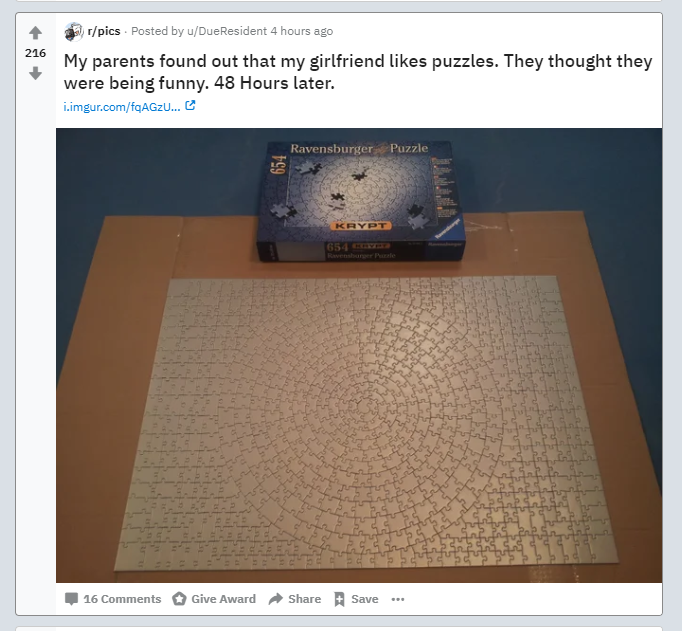 r/pics · Posted by u/DueResident 4 hours ago
216
My parents found out that my girlfriend likes puzzles. They thought they
were being funny. 48 Hours later.
i.imgur.com/fqAGzU...
Ravensburger Puzzle
654
KRYPT
Ravensburger
654 KRYPT
Ravensburger Puzzle
16 Comments Give Award Share Save ...